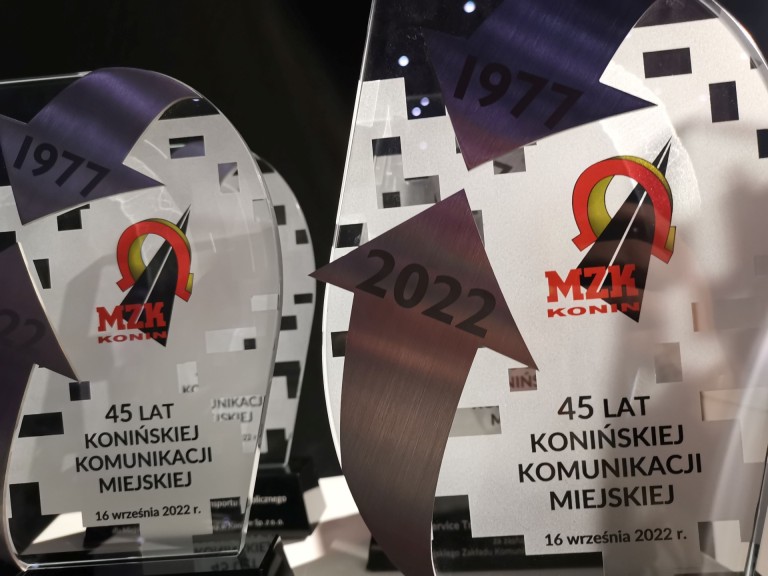 1977
MZK
KONIN
45 LAT
KONIŃSKIEJ
KOMUNIKACJI
MIEJSKIEJ
16 września 2022 r.
1977
2022
MZK
KONIN
45 LAT
KONIŃSKIEJ
KOMUNIKACJI
MIEJSKIEJ
16 września 2022 r.